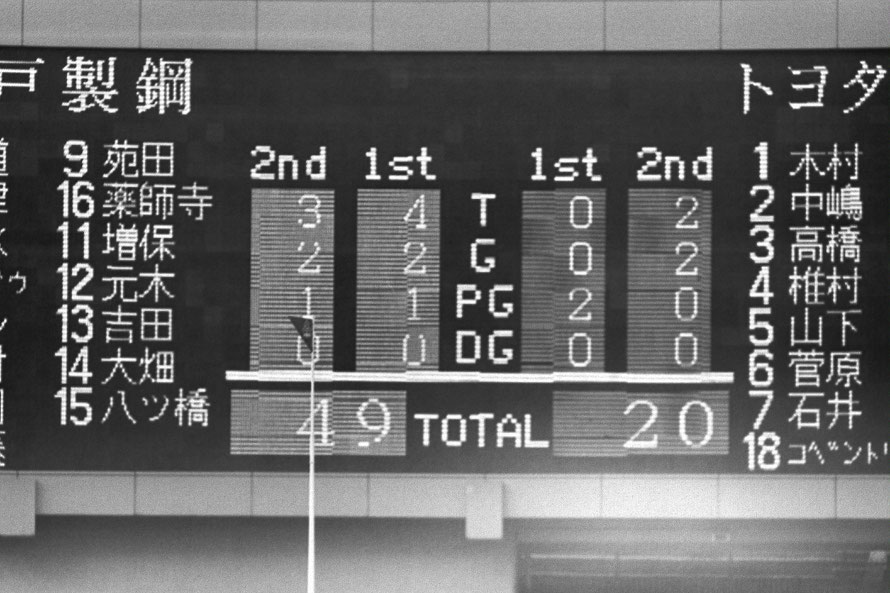 戸製鋼 トヨタ
9 苑田 2nd 1st 1st 2nd 1 木村
16 薬師寺 3 4 T 0 2 2 中嶋
11 増保 2 2 G 0 2 3 高橋
12 元木 1 1 PG 2 0 4 椎村
13 吉田 5 山下
14 大畑 0 0 DG 0 0 6 菅原
15 八ツ橋 49 TOTAL 20 7 石井
18 コベントリ